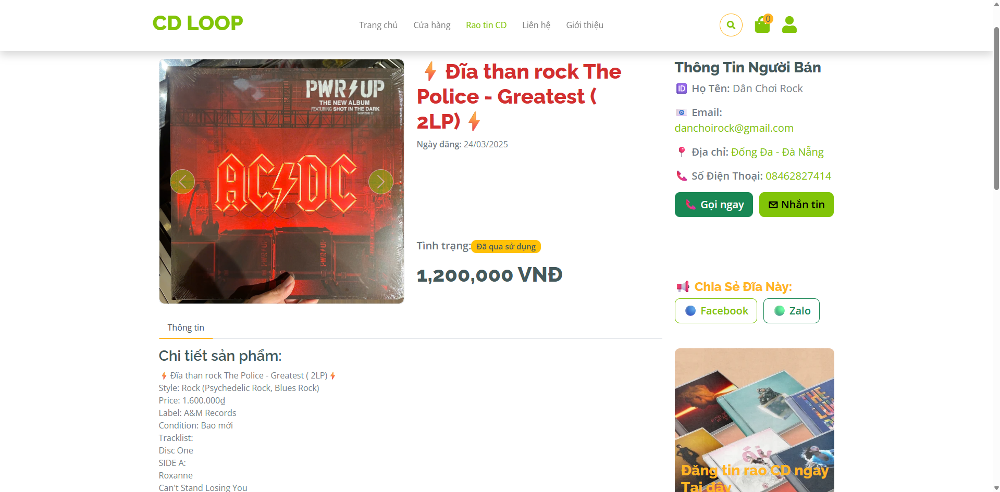 CD LOOP
Trang chủ
Cửa hàng
Rao tin CD
Liên hệ
Giới thiệu
0
PWR UP
THE NEW ALBUM
FEATURING SHOT IN THE DARK
AC DC
PWR UP
PWR UP
⚡ Đĩa than rock The
Police - Greatest (
2LP) ⚡
Ngày đăng: 24/03/2025
Tình trạng: Đã qua sử dụng
1,200,000 VNĐ
Thông Tin Người Bán
🆔 Họ Tên: Dân Chơi Rock
📧 Email:
danchoirock@gmail.com
📍 Địa chỉ: Đống Đa - Đà Nẵng
📞 Số Điện Thoại: 08462827414
📞 Gọi ngay
Nhắn tin
📢 Chia Sẻ Đĩa Này:
🔵 Facebook
🟢 Zalo
Thông tin
Chi tiết sản phẩm:
⚡Đĩa than rock The Police - Greatest ( 2LP)⚡
Style: Rock (Psychedelic Rock, Blues Rock)
Price: 1.600.000₫
Label: A&M Records
Condition: Bao mới
Tracklist:
Disc One
SIDE A:
Roxanne
Can't Stand Losing You
Đăng tin rao CD ngay
Tại đây